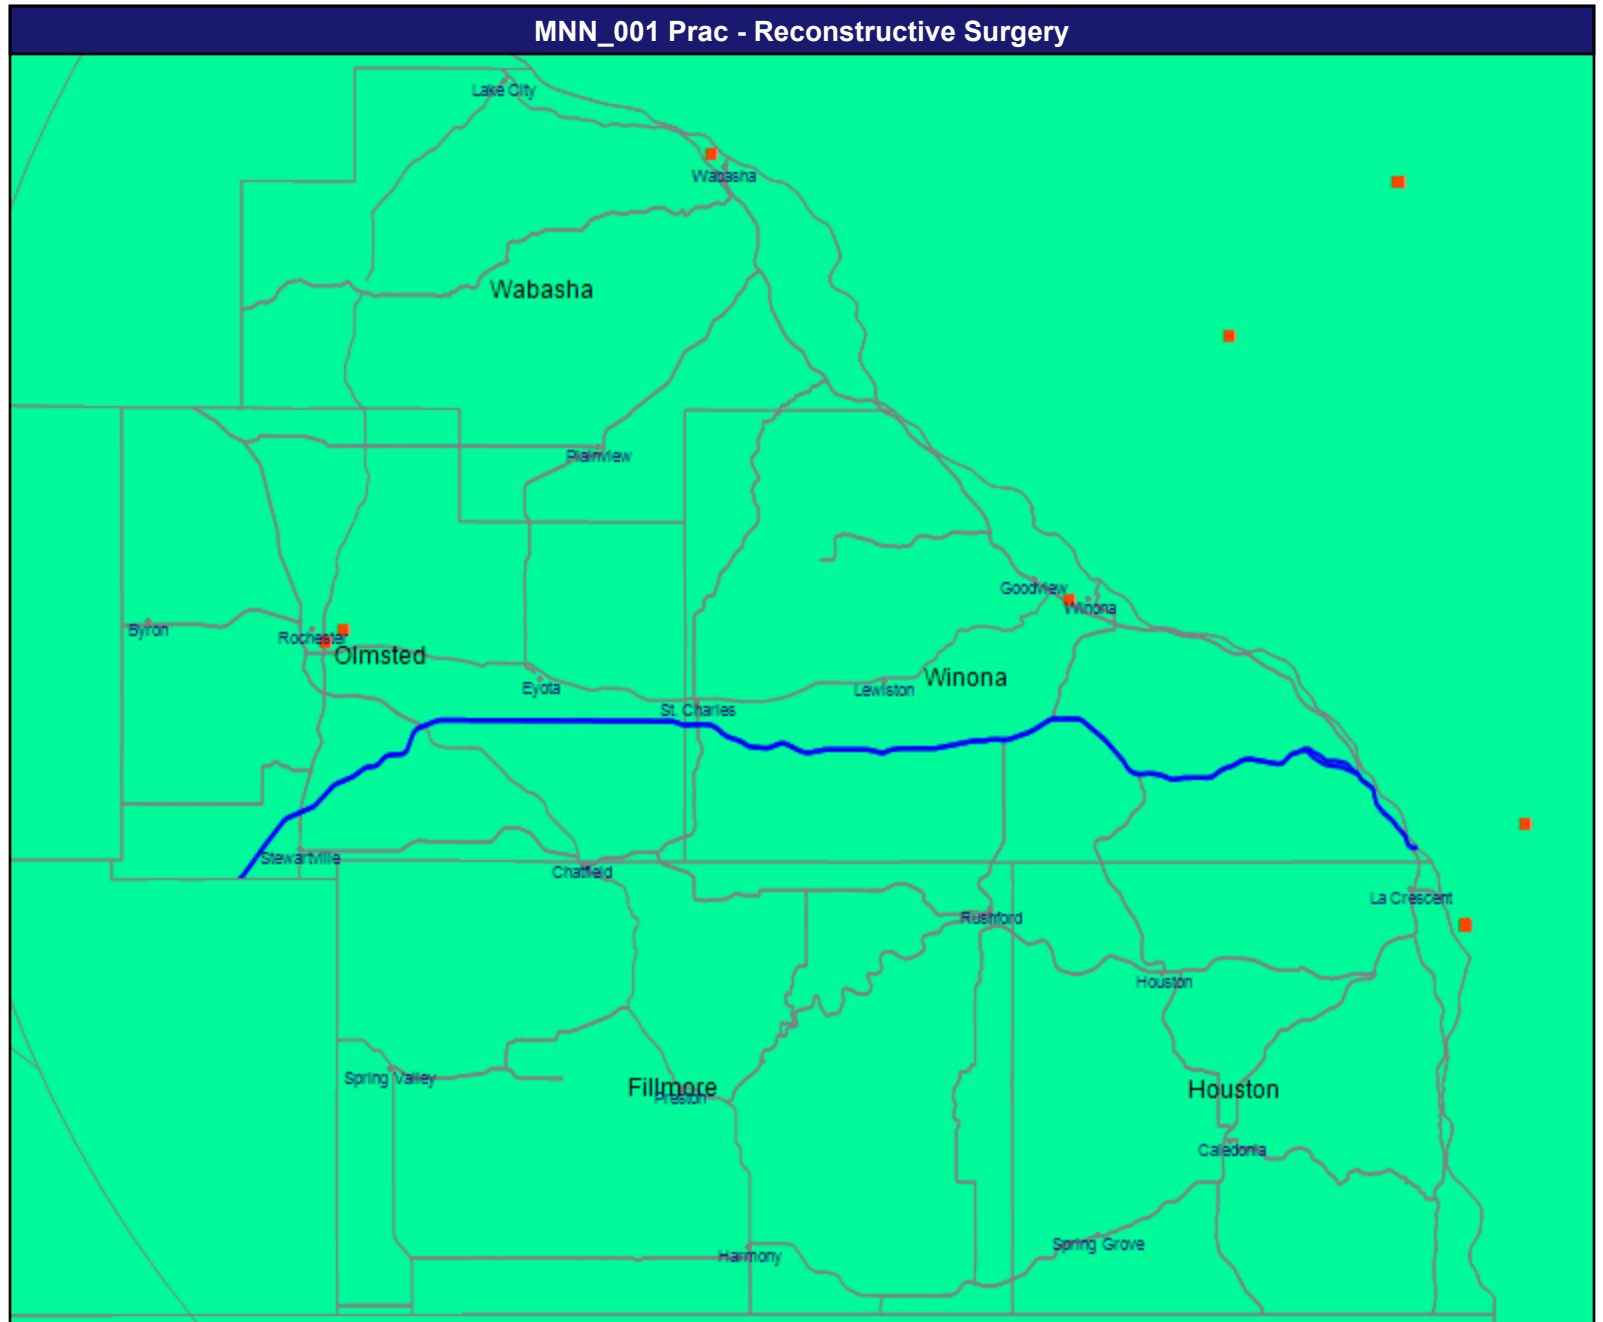 MNN_001 Prac - Reconstructive Surgery
Lake City
Wabasha
Wabasha
Plainview
Goodview
Winona
Byron
Rochester
Olmsted
Eyota
Lewiston
Winona
St. Charles
Stewartville
Chatfield
La Crescent
Rushford
Houston
Spring Valley
Fillmore
Preston
Houston
Caledonia
Spring Grove
Harmony